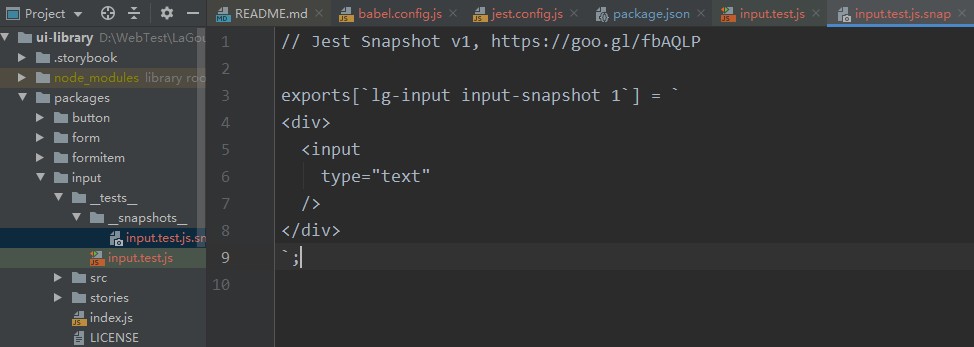 Project
README.md
babel.config.js
jest.config.js
package.json
input.test.js
input.test.js.snap
ui-library D:\WebTest\LaGou
.storybook
node_modules library roo
packages
button
form
formitem
input
__tests__
__snapshots__
input.test.js.sn
input.test.js
src
stories
index.js
LICENSE
1 // Jest Snapshot v1, https://goo.gl/fbAQLP
2
3 exports[`lg-input input-snapshot 1`] = `
4 <div>
5   <input
6     type="text"
7   />
8 </div>
9 `;
10